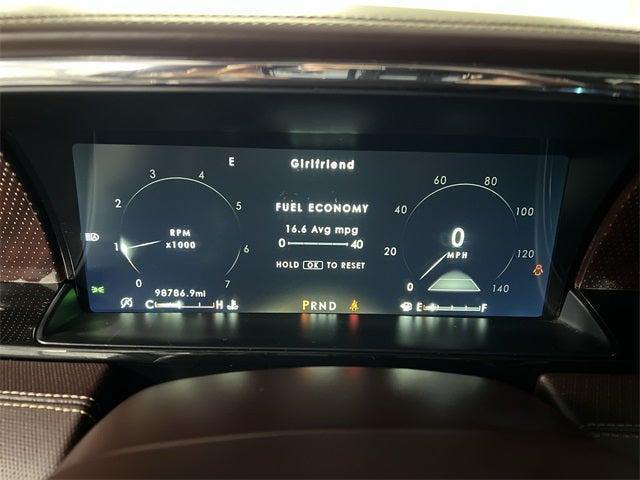 E Girlfriend
3 4 60 80
2 5 40 100
FUEL ECONOMY
RPM
x1000
16.6 Avg mpg
0 40
0
MPH
1 6 20 120
HOLD OK TO RESET
0 7 0 140
98786.9mi
C H PRND E F